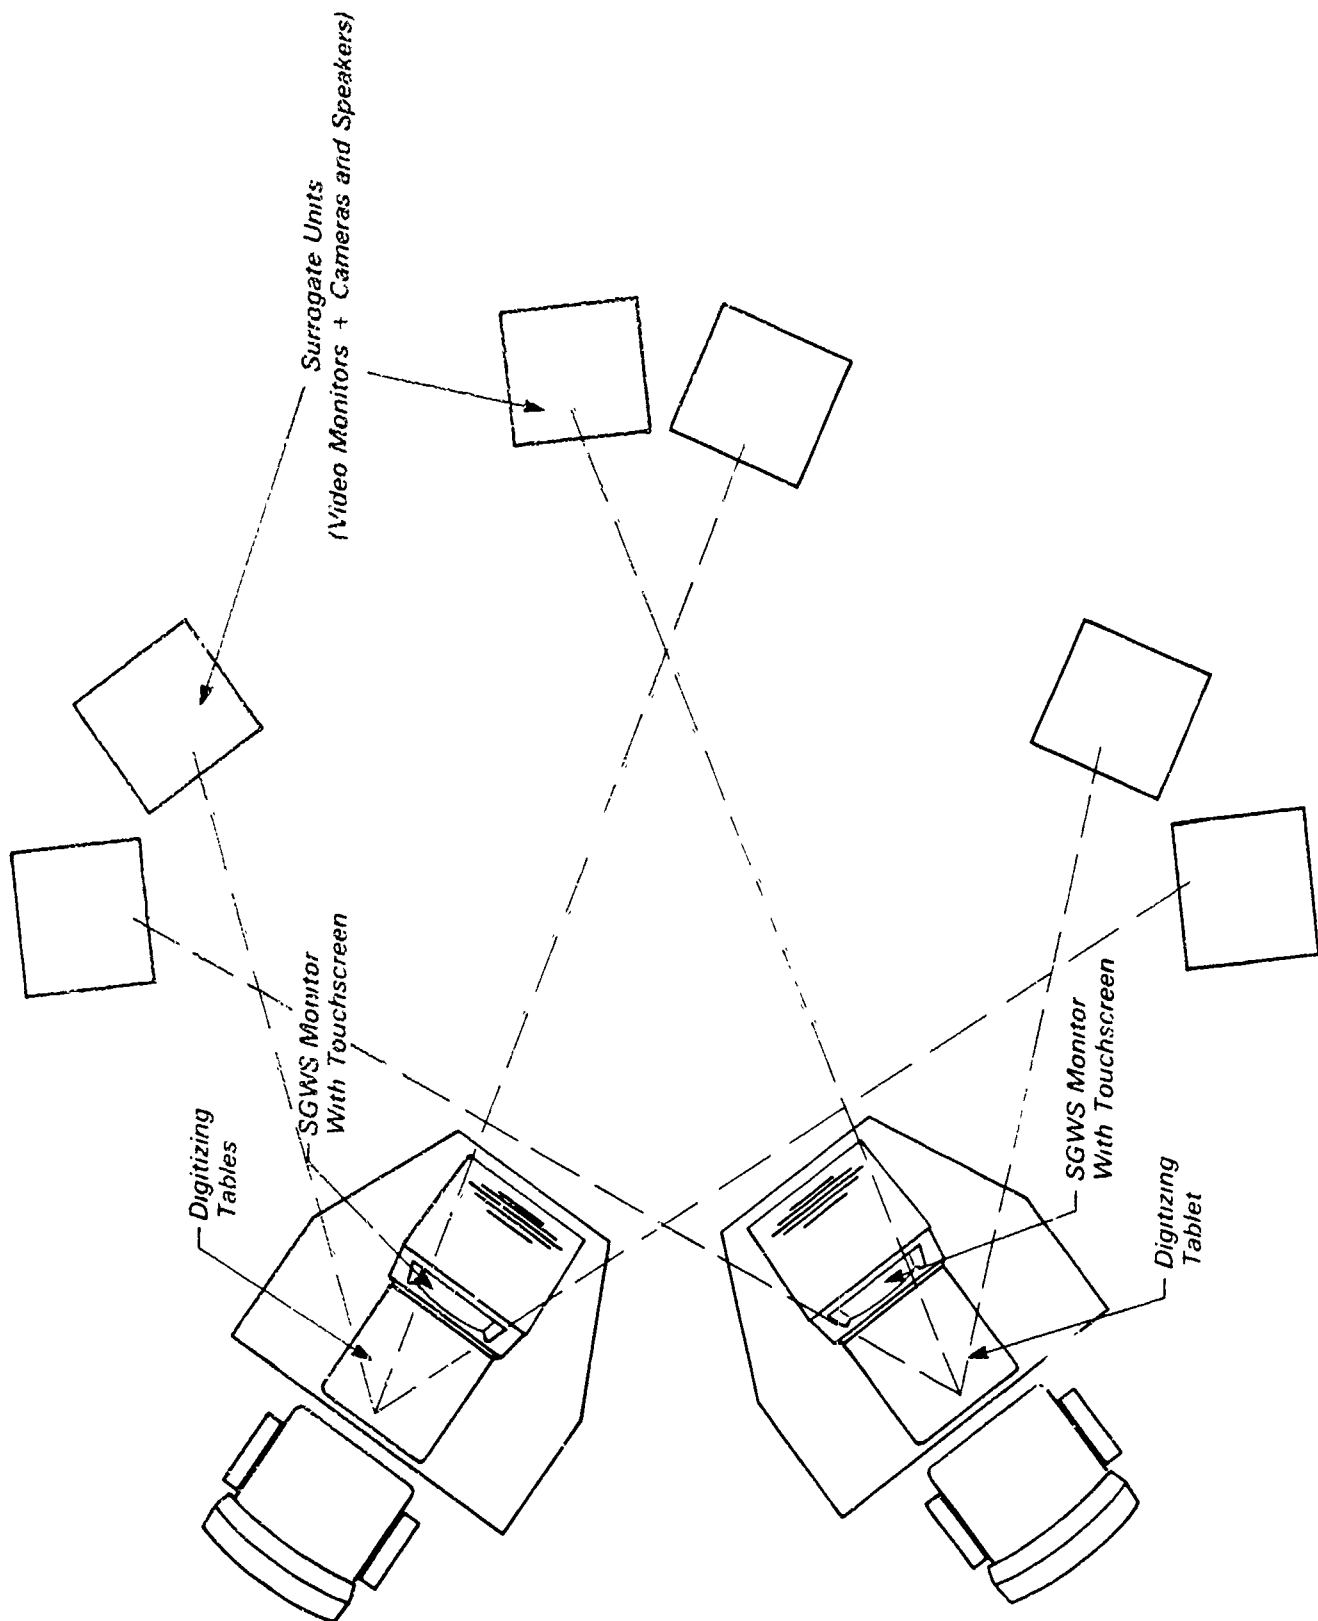 Surrogate Units
(Video Monitors + Cameras and Speakers)
SGWS Monitor
With Touchscreen
Digitizing
Tables
SGWS Monitor
With Touchscreen
Digitizing
Tablet